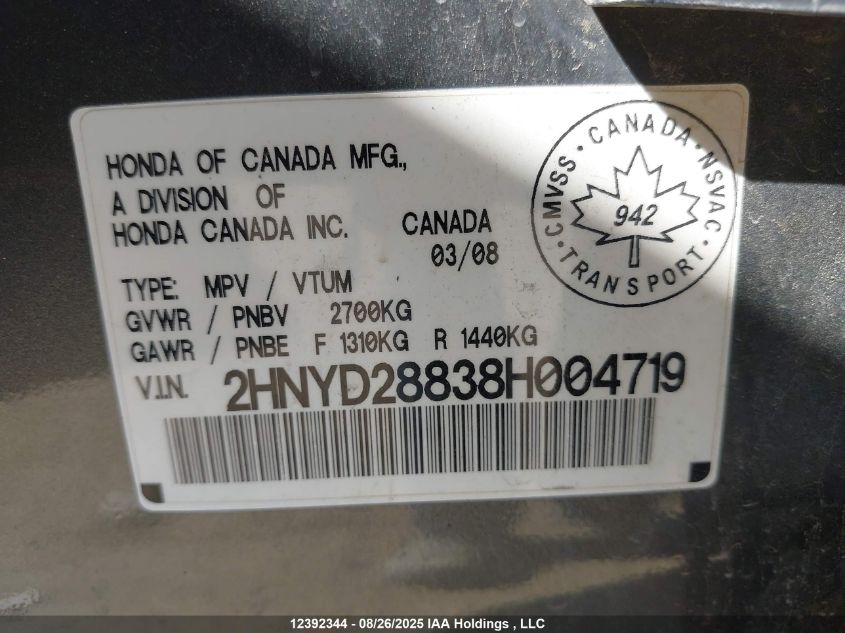 HONDA OF CANADA MFG.,
A DIVISION OF
HONDA CANADA INC. CANADA
03/08
TYPE: MPV / VTUM
GVWR / PNBV 2700KG
GAWR / PNBE F 1310KG R 1440KG
V.I.N. 2HNYD28838H004719
· CANADA · NSVAC · TRANSPORT · CMVSS
942
12392344 - 08/26/2025 IAA Holdings , LLC